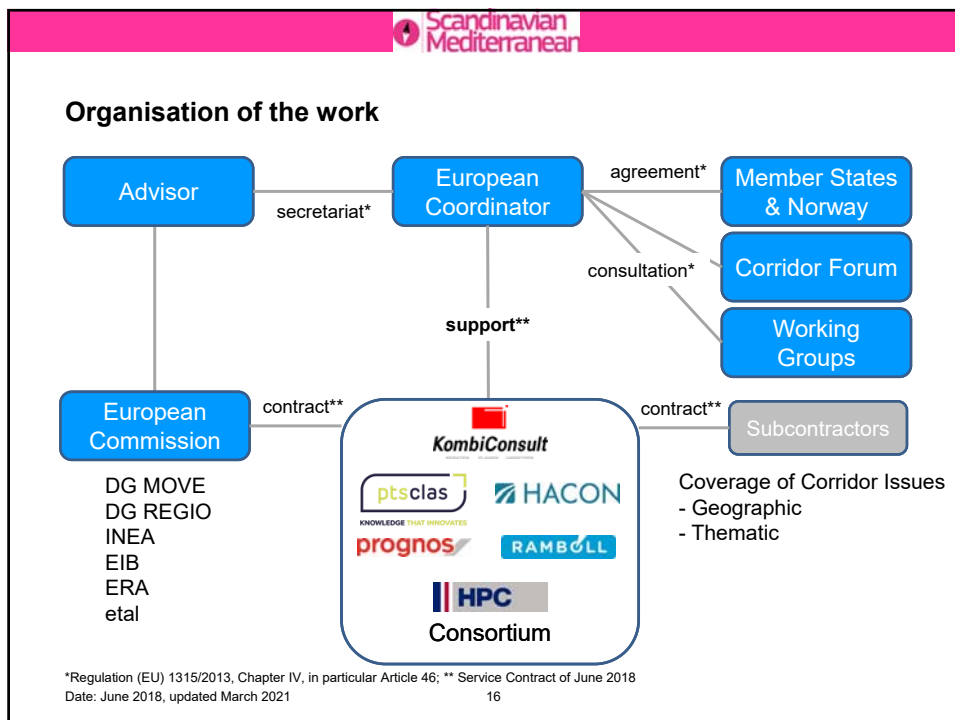 Scandinavian
Mediterranean
Organisation of the work
Advisor
secretariat*
European
Coordinator
agreement*
Member States
& Norway
consultation*
Corridor Forum
Working
Groups
support**
European
Commission
contract**
contract**
Subcontractors
DG MOVE
DG REGIO
INEA
EIB
ERA
etal
KombiConsult
ptsclas
KNOWLEDGE THAT INNOVATES
HACON
prognos
RAMBOLL
HPC
Consortium
Coverage of Corridor Issues
- Geographic
- Thematic
*Regulation (EU) 1315/2013, Chapter IV, in particular Article 46; ** Service Contract of June 2018
Date: June 2018, updated March 2021
16